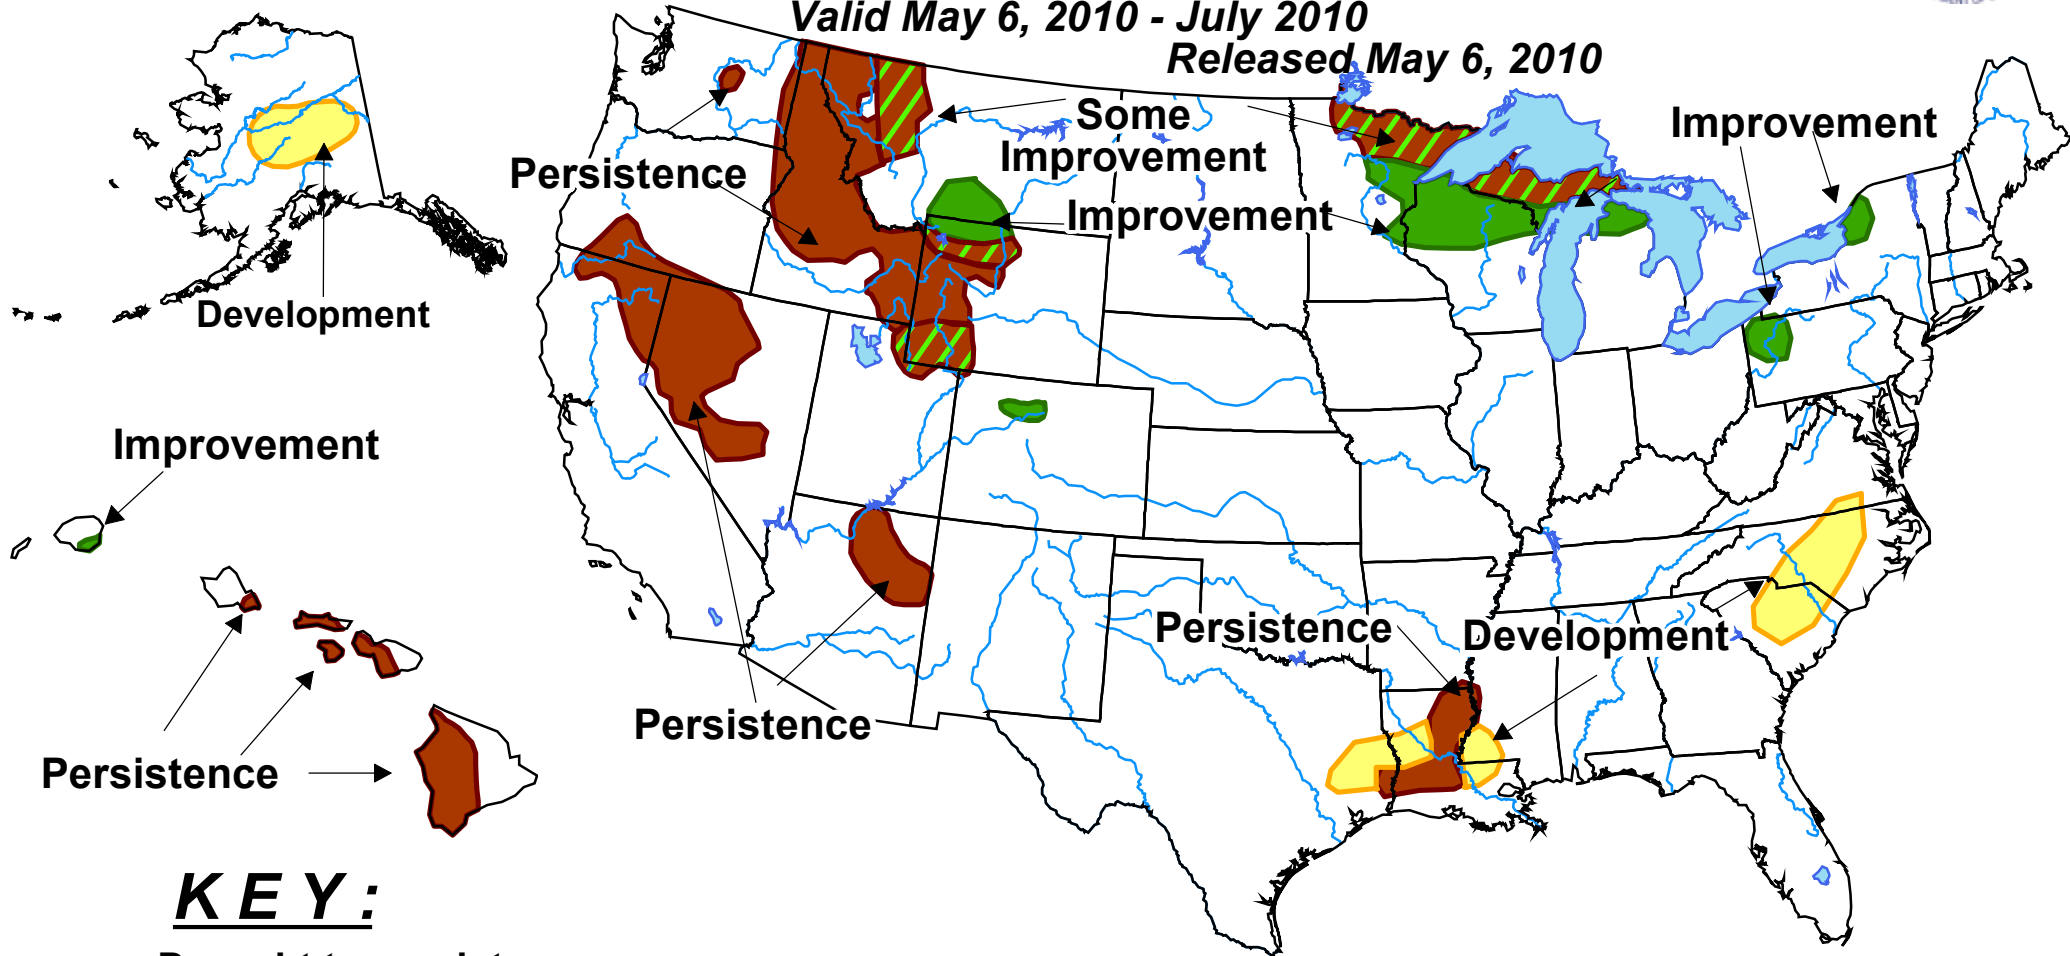 Valid May 6, 2010 - July 2010
Released May 6, 2010
Some
Improvement
Improvement
Persistence
Improvement
Development
Improvement
Persistence
Development
Persistence
Persistence
KEY: